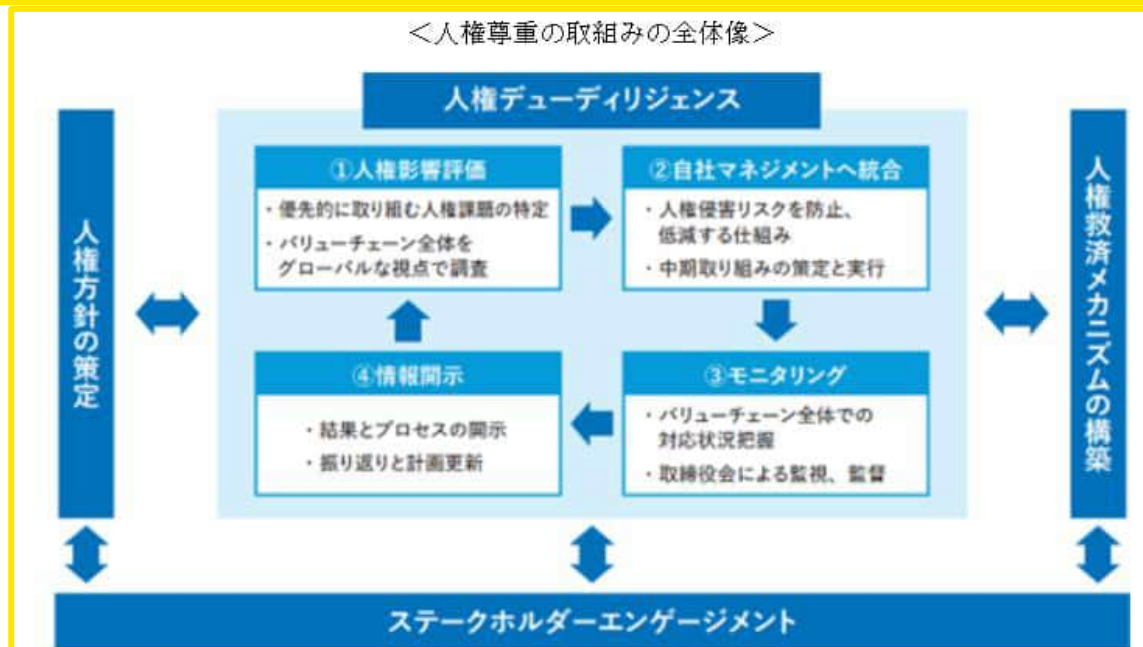 ＜人権尊重の取組みの全体像＞
人権デューディリジェンス
人権方針の策定
①人権影響評価
・優先的に取り組む人権課題の特定
・バリューチェーン全体を
グローバルな視点で調査
②自社マネジメントへ統合
・人権侵害リスクを防止、
低減する仕組み
・中期取り組みの策定と実行
③モニタリング
・バリューチェーン全体での
対応状況把握
・取締役会による監視、監督
④情報開示
・結果とプロセスの開示
・振り返りと計画更新
人権救済メカニズムの構築
ステークホルダーエンゲージメント